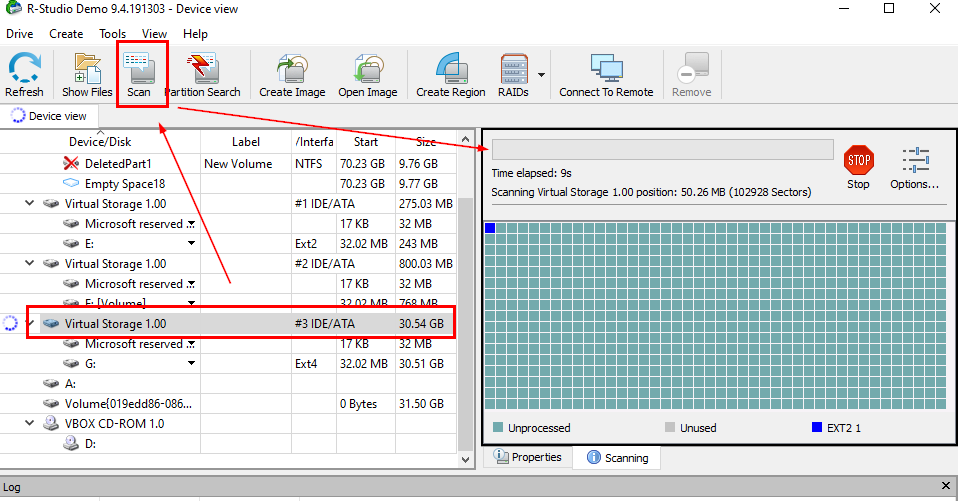 R-Studio Demo 9.4.191303 - Device view
Drive Create Tools View Help
Refresh Show Files Scan Partition Search Create Image Open Image Create Region RAIDs Connect To Remote Remove
Device view
Device/Disk Label /Interfa Start Size
DeletedPart1 New Volume NTFS 70.23 GB 9.76 GB
Empty Space18 70.23 GB 9.77 GB
Virtual Storage 1.00 #1 IDE/ATA 275.03 MB
Microsoft reserved ... 17 KB 32 MB
E: Ext2 32.02 MB 243 MB
Virtual Storage 1.00 #2 IDE/ATA 800.03 MB
Microsoft reserved ... 17 KB 32 MB
F: [Volume] 32.02 MB 768 MB
Virtual Storage 1.00 #3 IDE/ATA 30.54 GB
Microsoft reserved ... 17 KB 32 MB
G: Ext4 32.02 MB 30.51 GB
A:
Volume{019edd86-086... 0 Bytes 31.50 GB
VBOX CD-ROM 1.0
D:
Time elapsed: 9s
Scanning Virtual Storage 1.00 position: 50.26 MB (102928 Sectors)
STOP
Stop Options...
Unprocessed Unused EXT2 1
Properties Scanning
Log